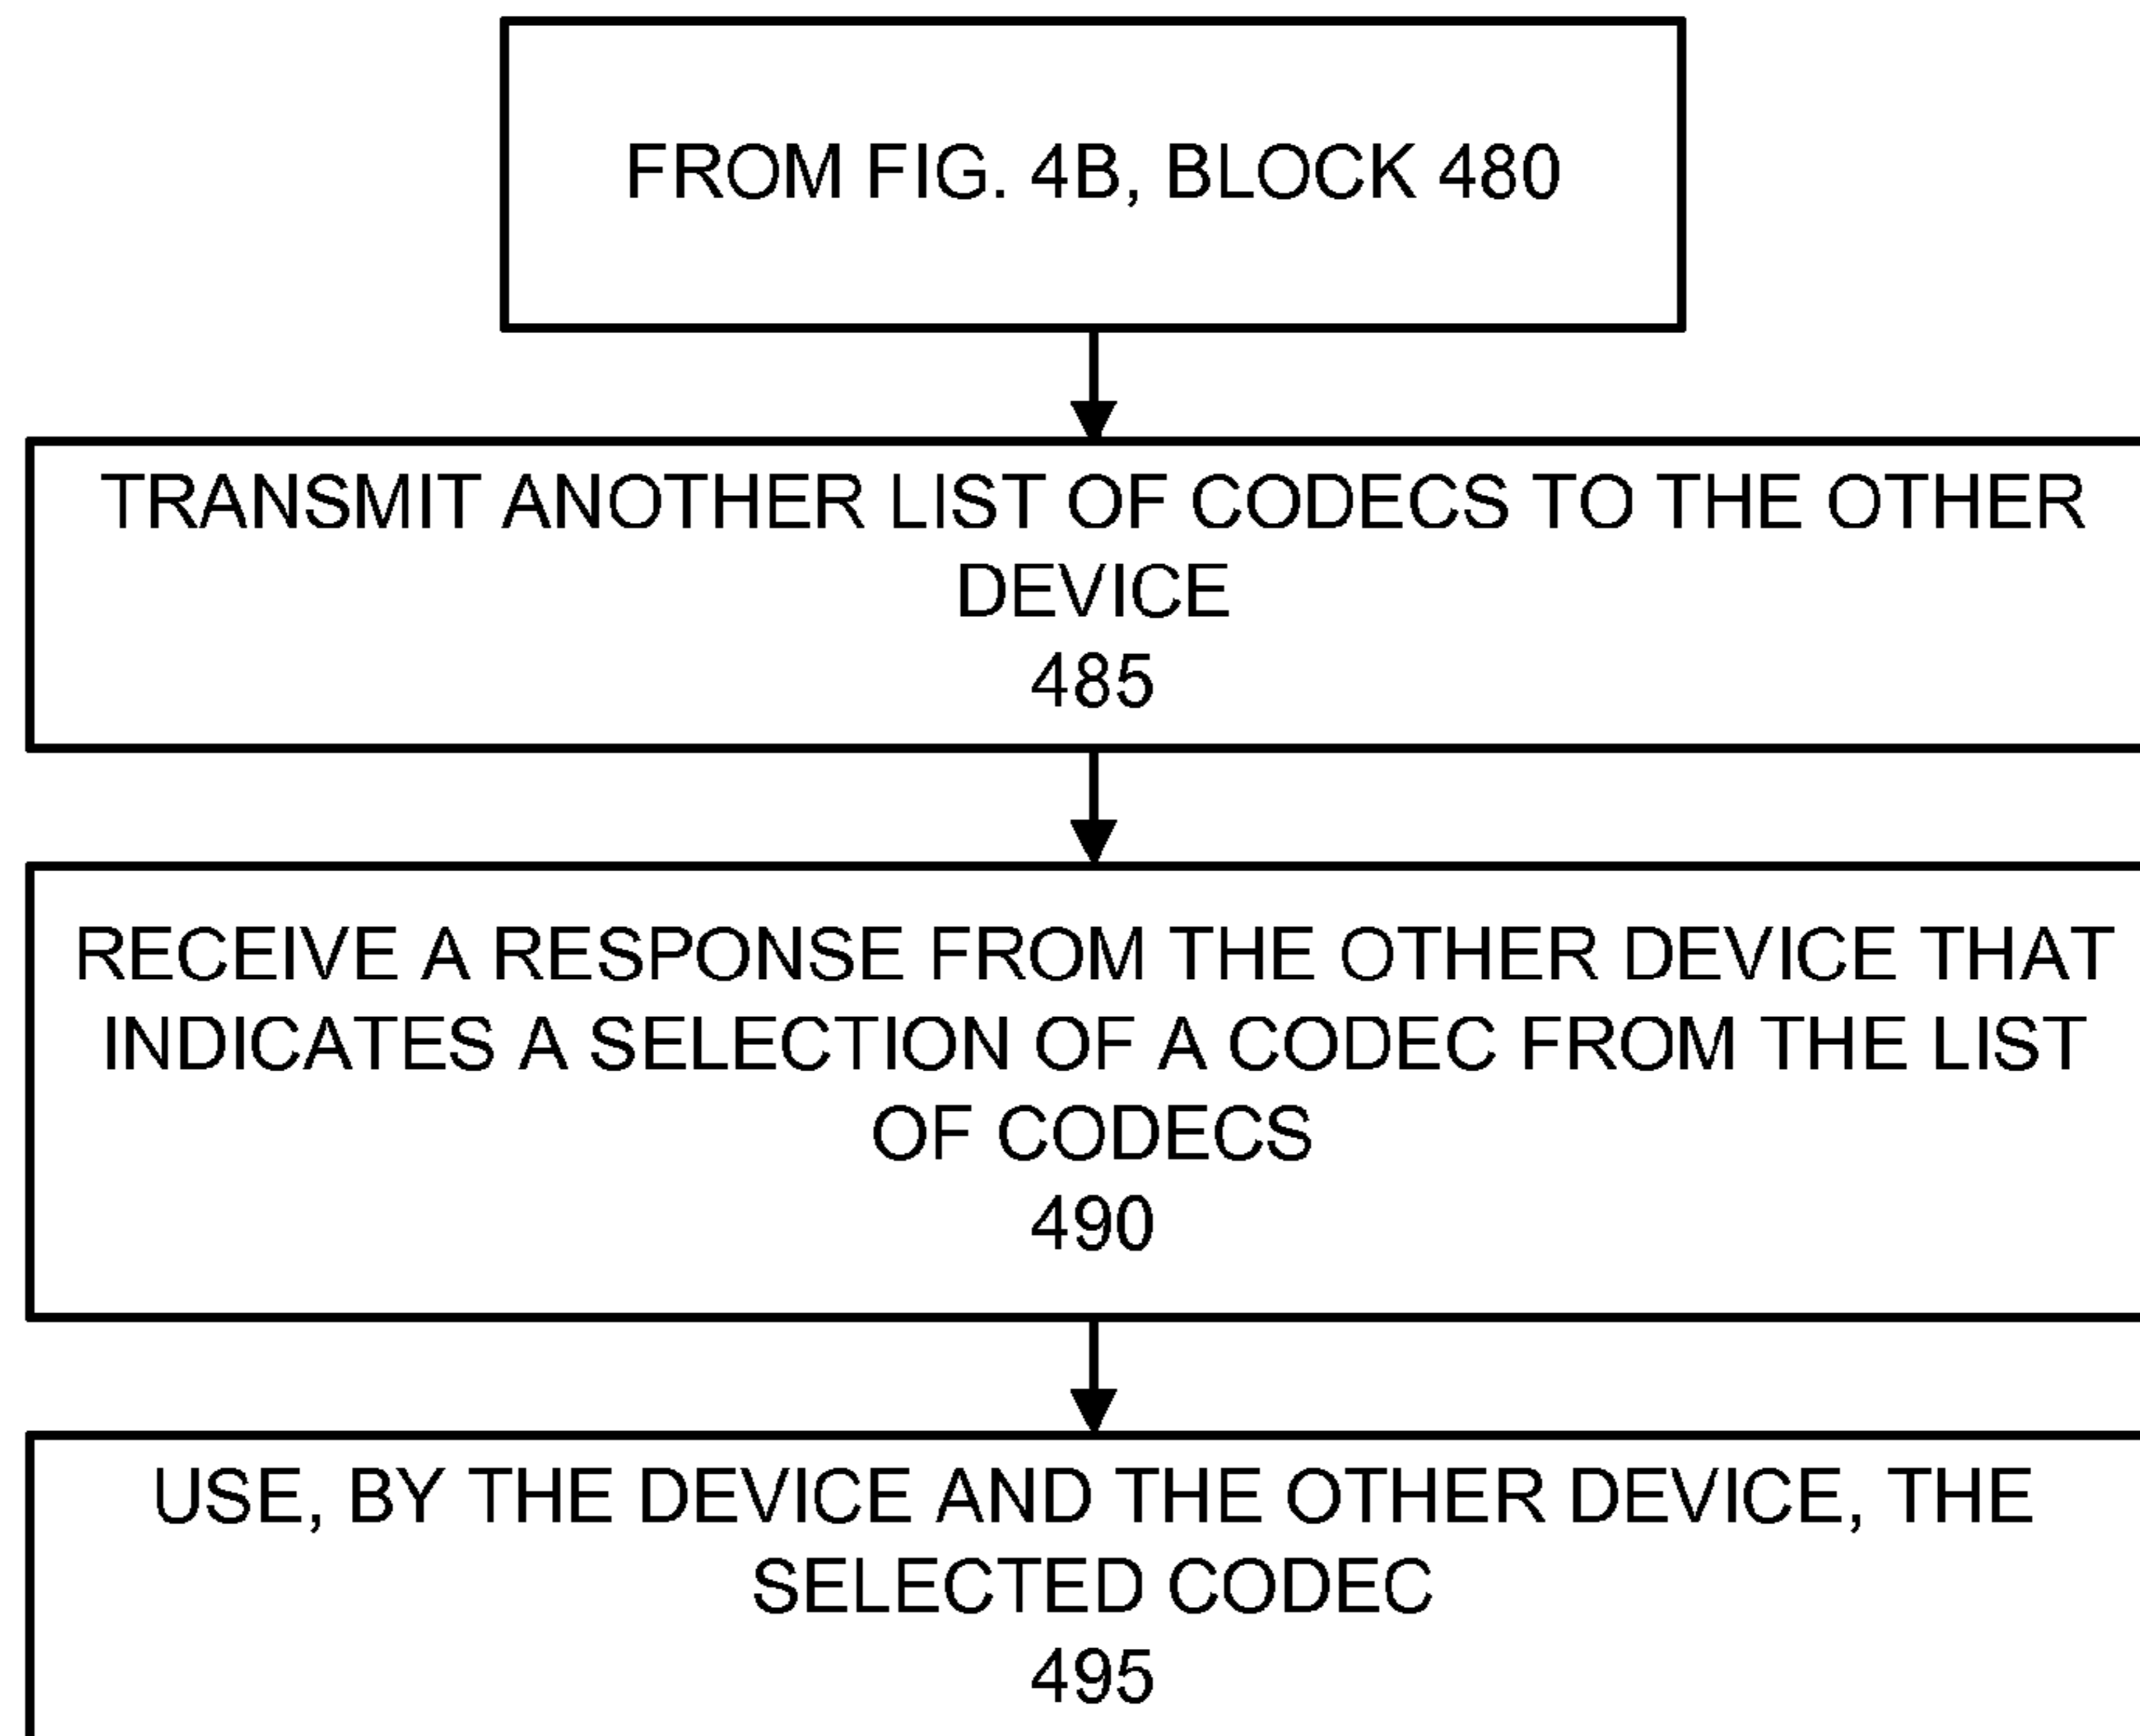 FROM FIG. 4B, BLOCK 480
TRANSMIT ANOTHER LIST OF CODECS TO THE OTHER
DEVICE
485
RECEIVE A RESPONSE FROM THE OTHER DEVICE THAT
INDICATES A SELECTION OF A CODEC FROM THE LIST
OF CODECS
490
USE, BY THE DEVICE AND THE OTHER DEVICE, THE
SELECTED CODEC
495